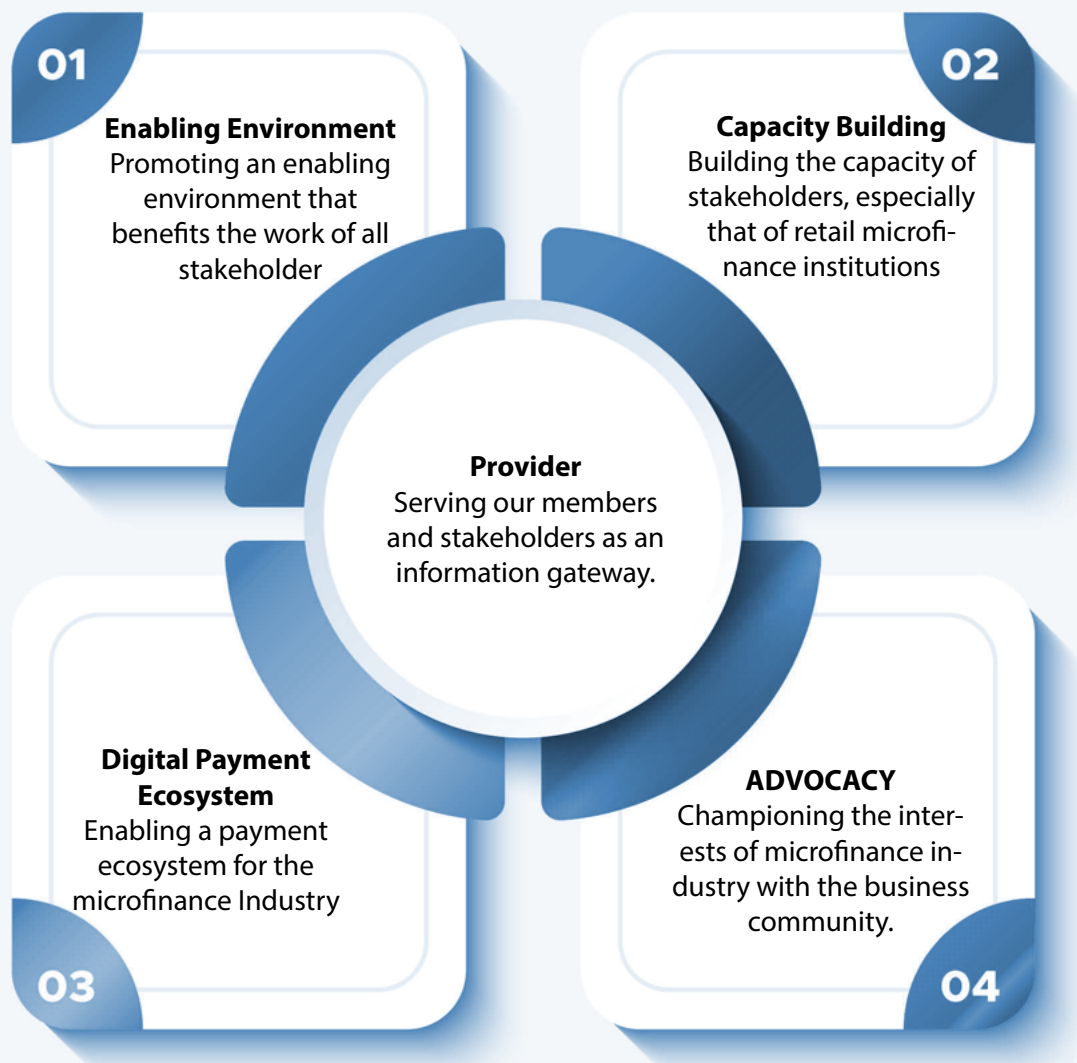 01
Enabling Environment
Promoting an enabling
environment that
benefits the work of all
stakeholder
02
Capacity Building
Building the capacity of
stakeholders, especially
that of retail microfi-
nance institutions
Provider
Serving our members
and stakeholders as an
information gateway.
Digital Payment
Ecosystem
Enabling a payment
ecosystem for the
microfinance Industry
03
ADVOCACY
Championing the inter-
ests of microfinance in-
dustry with the business
community.
04